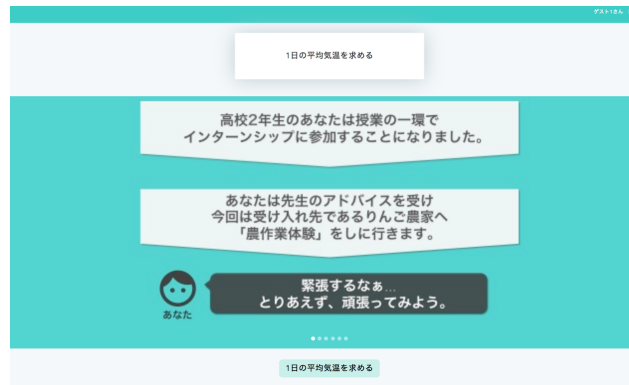 ゲスト1さん
1日の平均気温を求める
高校2年生のあなたは授業の一環で
インターンシップに参加することになりました。
あなたは先生のアドバイスを受け
今回は受け入れ先であるりんご農家へ
「農作業体験」をしに行きます。
緊張するなぁ…
とりあえず、頑張ってみよう。
あなた
1日の平均気温を求める